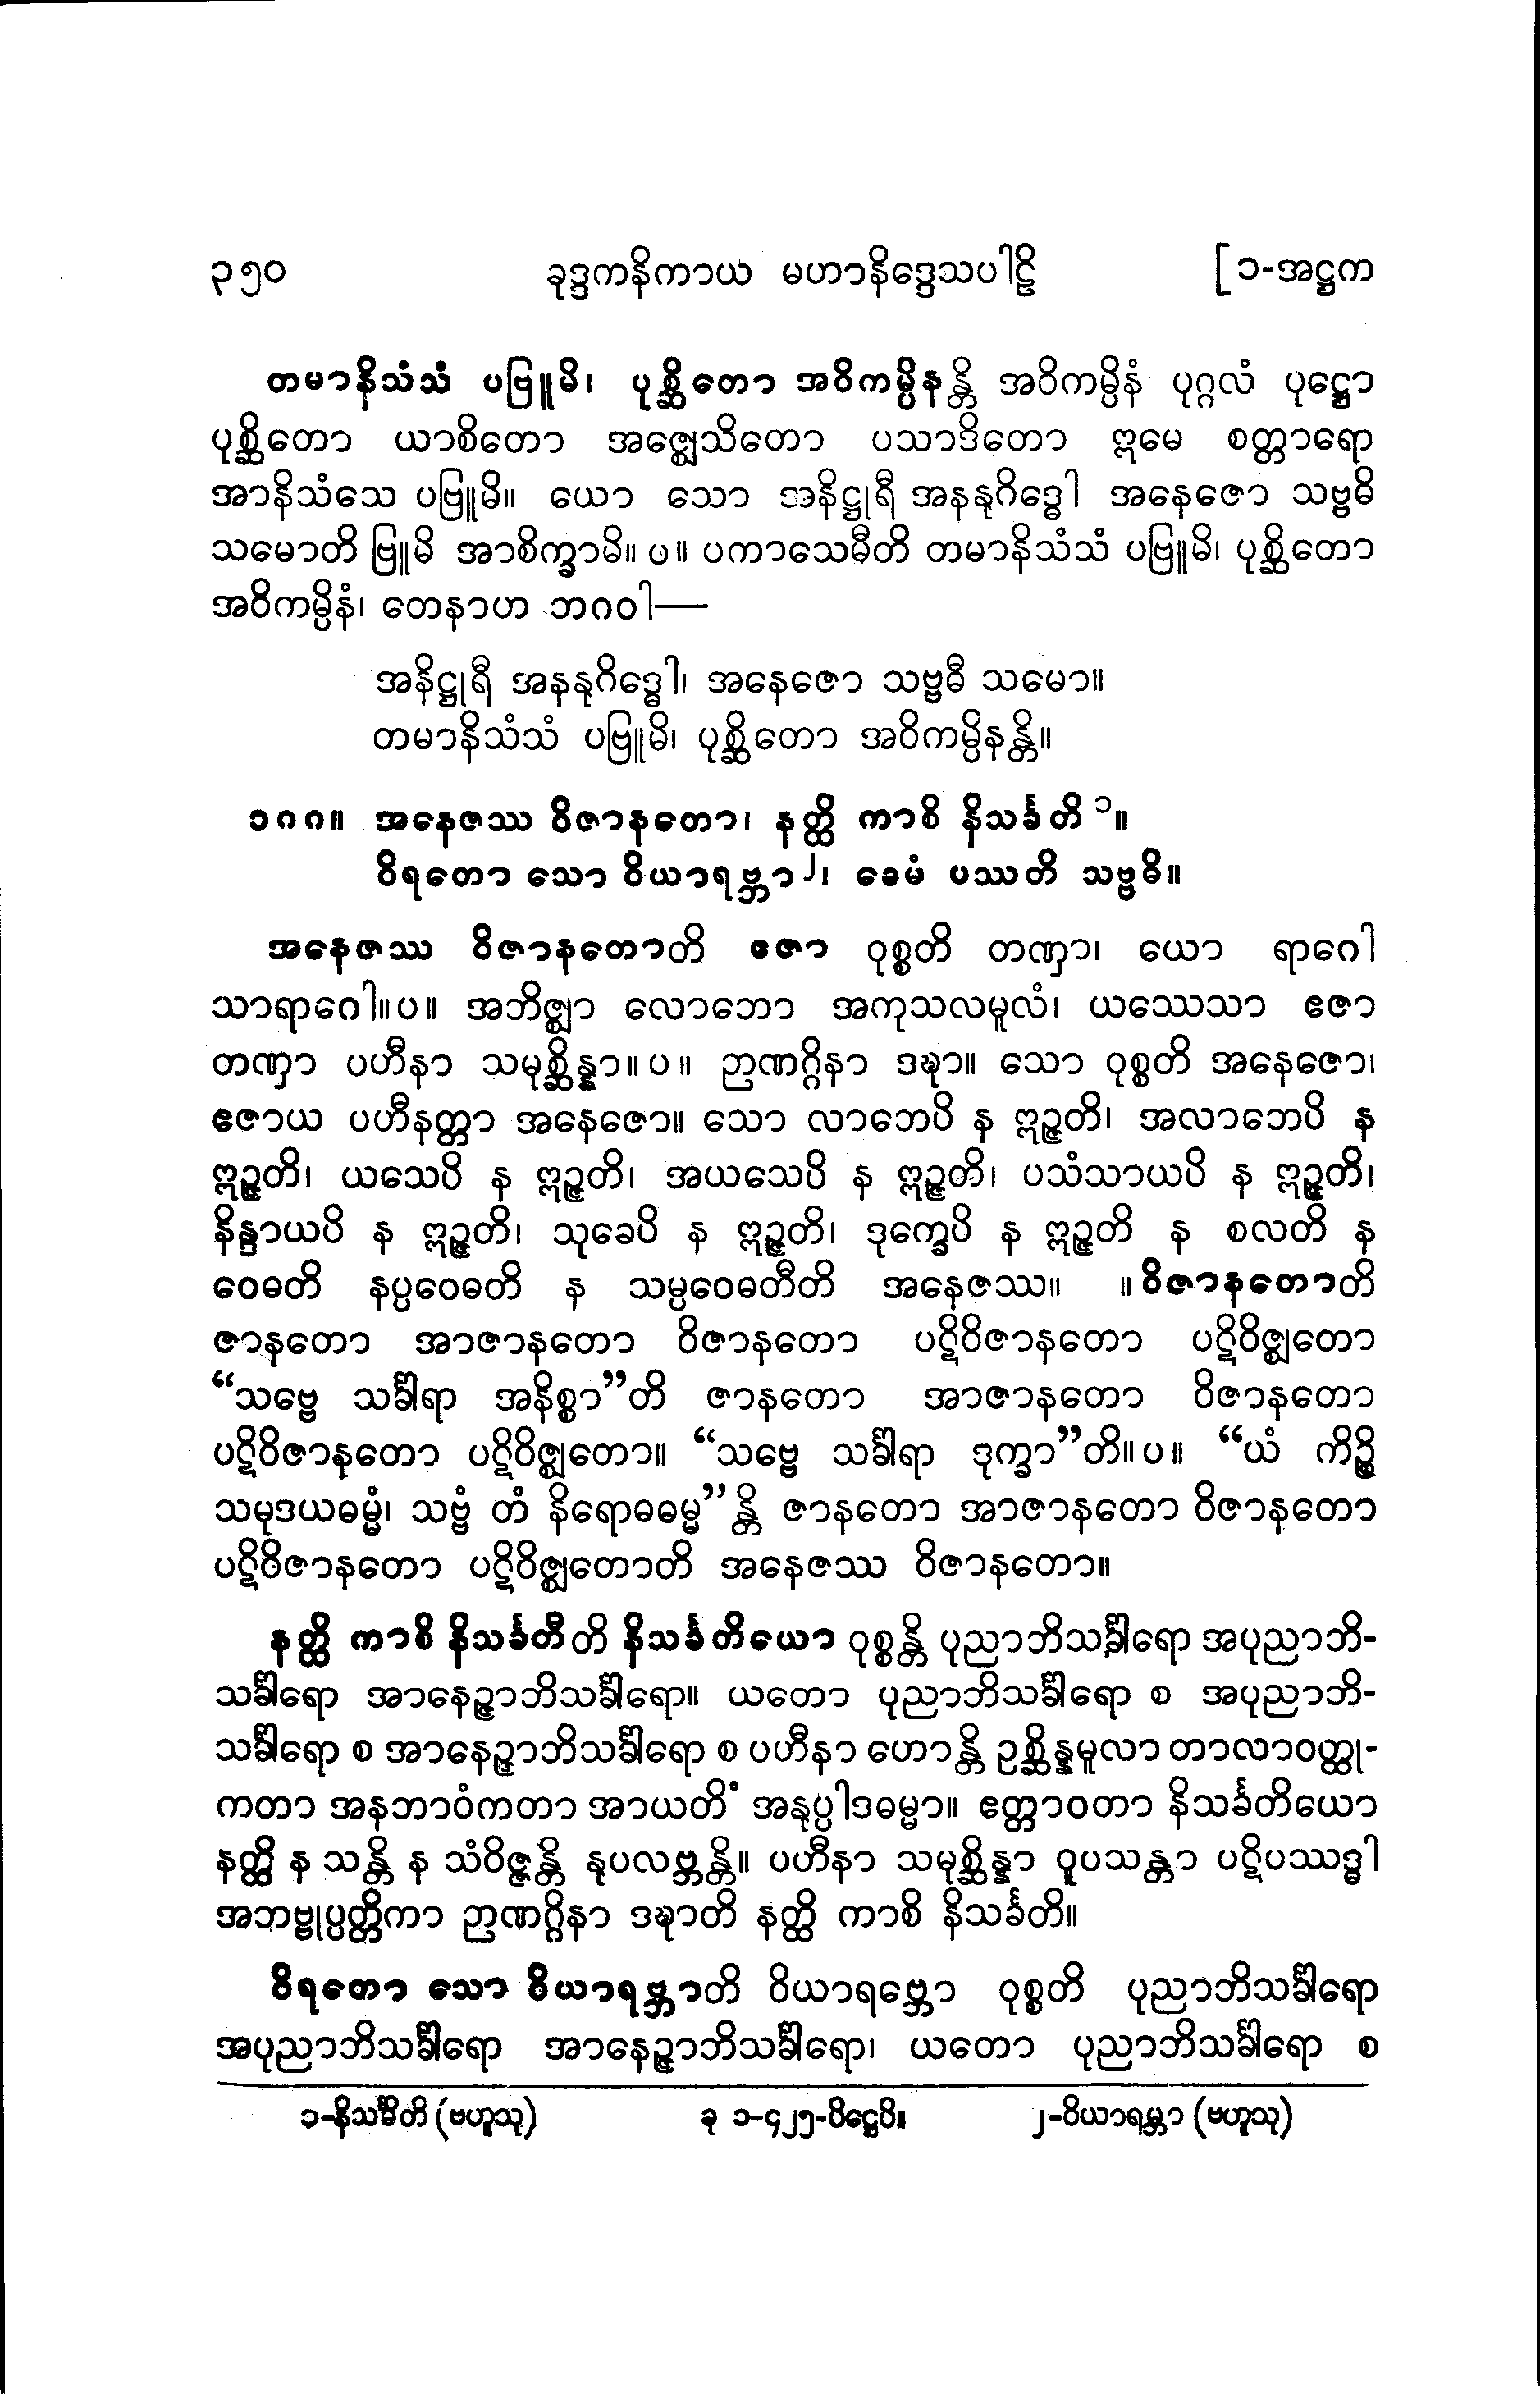 ၃၅၀ ခုဒ္ဒကနိကာယ မဟာနိဒ္ဒေသပါဠိ [၁-အဋ္ဌက
တမာနိသံသံ ပဗြူမိ၊ ပုစ္ဆိတော အဝိကမ္ပိနန္တိ အဝိကမ္ပိနံ ပုဂ္ဂလံ ပုဋ္ဌော
ပုစ္ဆိတော ယာစိတော အဇ္ဈေသိတော ပသာဒိတော ဣမေ စတ္တာရော
အာနိသံသေ ပဗြူမိ။ ယော သော အနိဋ္ဌုရီ အနနုဂိဒ္ဓေါ အနေဇော သဗ္ဗဓိ
သမောတိ ဗြူမိ အာစိက္ခာမိ။ ပ။ ပကာသေမီတိ တမာနိသံသံ ပဗြူမိ၊ ပုစ္ဆိတော
အဝိကမ္ပိနံ၊ တေနာဟ ဘဂဝါ—
အနိဋ္ဌုရီ အနနုဂိဒ္ဓေါ၊ အနေဇော သဗ္ဗဓီ သမော။
တမာနိသံသံ ပဗြူမိ၊ ပုစ္ဆိတော အဝိကမ္ပိနန္တိ။
၁၈၈။ အနေဇဿ ဝိဇာနတော၊ နတ္ထိ ကာစိ နိသင်္ခတိ ၁။
ဝိရတော သော ဝိယာရဗ္ဘာ ၂၊ ခေမံ ပဿတိ သဗ္ဗဓိ။
အနေဇဿ ဝိဇာနတောတိ ဧဇာ ဝုစ္စတိ တဏှာ၊ ယော ရာဂေါ
သာရာဂေါ။ပ။ အဘိဇ္ဈာ လောဘော အကုသလမူလံ၊ ယဿေသာ ဧဇာ
တဏှာ ပဟီနာ သမုစ္ဆိန္နာ။ပ။ ဉာဏဂ္ဂိနာ ဒဍ္ဎာ။ သော ဝုစ္စတိ အနေဇော၊
ဧဇာယ ပဟီနတ္တာ အနေဇော။ သော လာဘေပိ န ဣဉ္ဇတိ၊ အလာဘေပိ န
ဣဉ္ဇတိ၊ ယသေပိ န ဣဉ္ဇတိ၊ အယသေပိ န ဣဉ္ဇတိ၊ ပသံသာယပိ န ဣဉ္ဇတိ၊
နိန္ဒာယပိ န ဣဉ္ဇတိ၊ သုခေပိ န ဣဉ္ဇတိ၊ ဒုက္ခေပိ န ဣဉ္ဇတိ န စလတိ န
ဝေဓတိ နပ္ပဝေဓတိ န သမ္ပဝေဓတီတိ အနေဇဿ။ ။ဝိဇာနတောတိ
ဇာနတော အာဇာနတော ဝိဇာနတော ပဋိဝိဇာနတော ပဋိဝိဇ္ဈတော
“သဗ္ဗေ သင်္ခါရာ အနိစ္စာ”တိ ဇာနတော အာဇာနတော ဝိဇာနတော
ပဋိဝိဇာနတော ပဋိဝိဇ္ဈတော။ “သဗ္ဗေ သင်္ခါရာ ဒုက္ခာ”တိ။ပ။ “ယံ ကိဉ္စိ
သမုဒယဓမ္မံ၊ သဗ္ဗံ တံ နိရောဓဓမ္မ”န္တိ ဇာနတော အာဇာနတော ဝိဇာနတော
ပဋိဝိဇာနတော ပဋိဝိဇ္ဈတောတိ အနေဇဿ ဝိဇာနတော။
နတ္ထိ ကာစိ နိသင်္ခတီတိ နိသင်္ခတိယော ဝုစ္စန္တိ ပုညာဘိသင်္ခါရော အပုညာဘိ-
သင်္ခါရော အာနေဉ္ဇာဘိသင်္ခါရော။ ယတော ပုညာဘိသင်္ခါရော စ အပုညာဘိ-
သင်္ခါရော စ အာနေဉ္ဇာဘိသင်္ခါရော စ ပဟီနာ ဟောန္တိ ဥစ္ဆိန္နမူလာ တာလာဝတ္ထု-
ကတာ အနဘာဝံကတာ အာယတိံ အနုပ္ပါဒဓမ္မာ။ ဧတ္တာဝတာ နိသင်္ခတိယော
နတ္ထိ န သန္တိ န သံဝိဇ္ဇန္တိ နုပလဗ္ဘန္တိ။ ပဟီနာ သမုစ္ဆိန္နာ ဝူပသန္တာ ပဋိပဿဒ္ဓါ
အဘဗ္ဗုပ္ပတ္တိကာ ဉာဏဂ္ဂိနာ ဒဍ္ဎာတိ နတ္ထိ ကာစိ နိသင်္ခတိ။
ဝိရတော သော ဝိယာရဗ္ဘာတိ ဝိယာရဗ္ဘော ဝုစ္စတိ ပုညာဘိသင်္ခါရော
အပုညာဘိသင်္ခါရော အာနေဉ္ဇာဘိသင်္ခါရော၊ ယတော ပုညာဘိသင်္ခါရော စ
၁-နိသင်္ခိတိ (ဗဟူသု) ခု ၁-၄၂၅-ပိဋ္ဌေပိ။ ၂-ဝိယာရမ္ဘာ (ဗဟူသု)